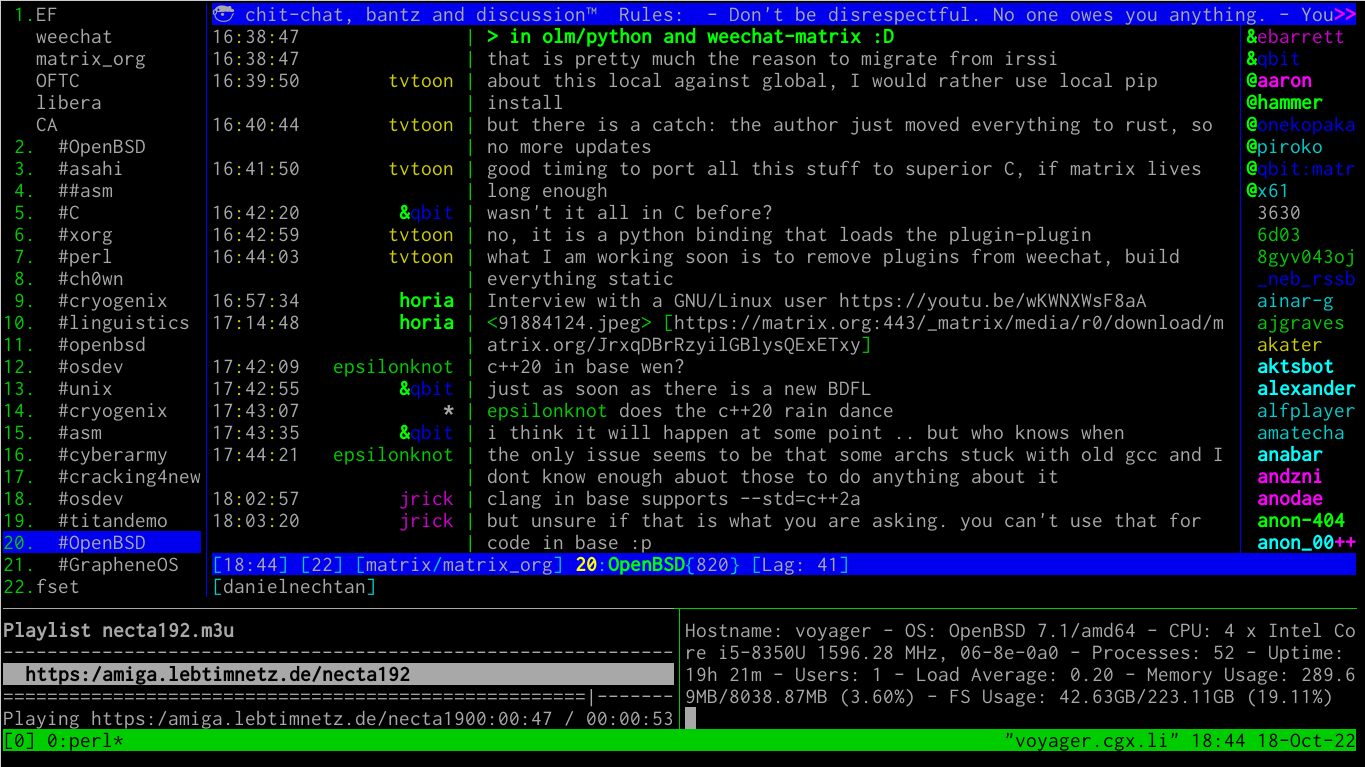 1.EF
weechat
matrix_org
OFTC
libera
CA
2. #OpenBSD
3. #asahi
4. ##asm
5. #C
6. #xorg
7. #perl
8. #ch0wn
9. #cryogenix
10. #linguistics
11. #openbsd
12. #osdev
13. #unix
14. #cryogenix
15. #asm
16. #cyberarmy
17. #cracking4new
18. #osdev
19. #titandemo
20. #OpenBSD
21. #GrapheneOS
22.fset
chit-chat, bantz and discussion™ Rules: - Don't be disrespectful. No one owes you anything. - You>>
16:38:47 | > in olm/python and weechat-matrix :D
16:38:47 | that is pretty much the reason to migrate from irssi
16:39:50 tvtoon | about this local against global, I would rather use local pip
| install
16:40:44 tvtoon | but there is a catch: the author just moved everything to rust, so
| no more updates
16:41:50 tvtoon | good timing to port all this stuff to superior C, if matrix lives
| long enough
16:42:20 &qbit | wasn't it all in C before?
16:42:59 tvtoon | no, it is a python binding that loads the plugin-plugin
16:44:03 tvtoon | what I am working soon is to remove plugins from weechat, build
| everything static
16:57:34 horia | Interview with a GNU/Linux user https://youtu.be/wKWNXWsF8aA
17:14:48 horia | <91884124.jpeg> [https://matrix.org:443/_matrix/media/r0/download/m
| atrix.org/JrxqDBrRzyilGBlysQExETxy]
17:42:09 epsilonknot | c++20 in base wen?
17:42:55 &qbit | just as soon as there is a new BDFL
17:43:07 * | epsilonknot does the c++20 rain dance
17:43:35 &qbit | i think it will happen at some point .. but who knows when
17:44:21 epsilonknot | the only issue seems to be that some archs stuck with old gcc and I
| dont know enough abuot those to do anything about it
18:02:57 jrick | clang in base supports --std=c++2a
18:03:20 jrick | but unsure if that is what you are asking. you can't use that for
| code in base :p
[18:44] [22] [matrix/matrix_org] 20:OpenBSD{820} [Lag: 41]
[danielnechtan]
&ebarrett
&qbit
@aaron
@hammer
@onekopaka
@piroko
@qbit:matr
@x61
3630
6d03
8gyv043oj
_neb_rssb
ainar-g
ajgraves
akater
aktsbot
alexander
alfplayer
amatecha
anabar
andzni
anodae
anon-404
anon_00++
Playlist necta192.m3u
https:/amiga.lebtimnetz.de/necta192
Playing https:/amiga.lebtimnetz.de/necta1900:00:47 / 00:00:53
Hostname: voyager - OS: OpenBSD 7.1/amd64 - CPU: 4 x Intel Co
re i5-8350U 1596.28 MHz, 06-8e-0a0 - Processes: 52 - Uptime:
19h 21m - Users: 1 - Load Average: 0.20 - Memory Usage: 289.6
9MB/8038.87MB (3.60%) - FS Usage: 42.63GB/223.11GB (19.11%)
[0] 0:perl* "voyager.cgx.li" 18:44 18-Oct-22